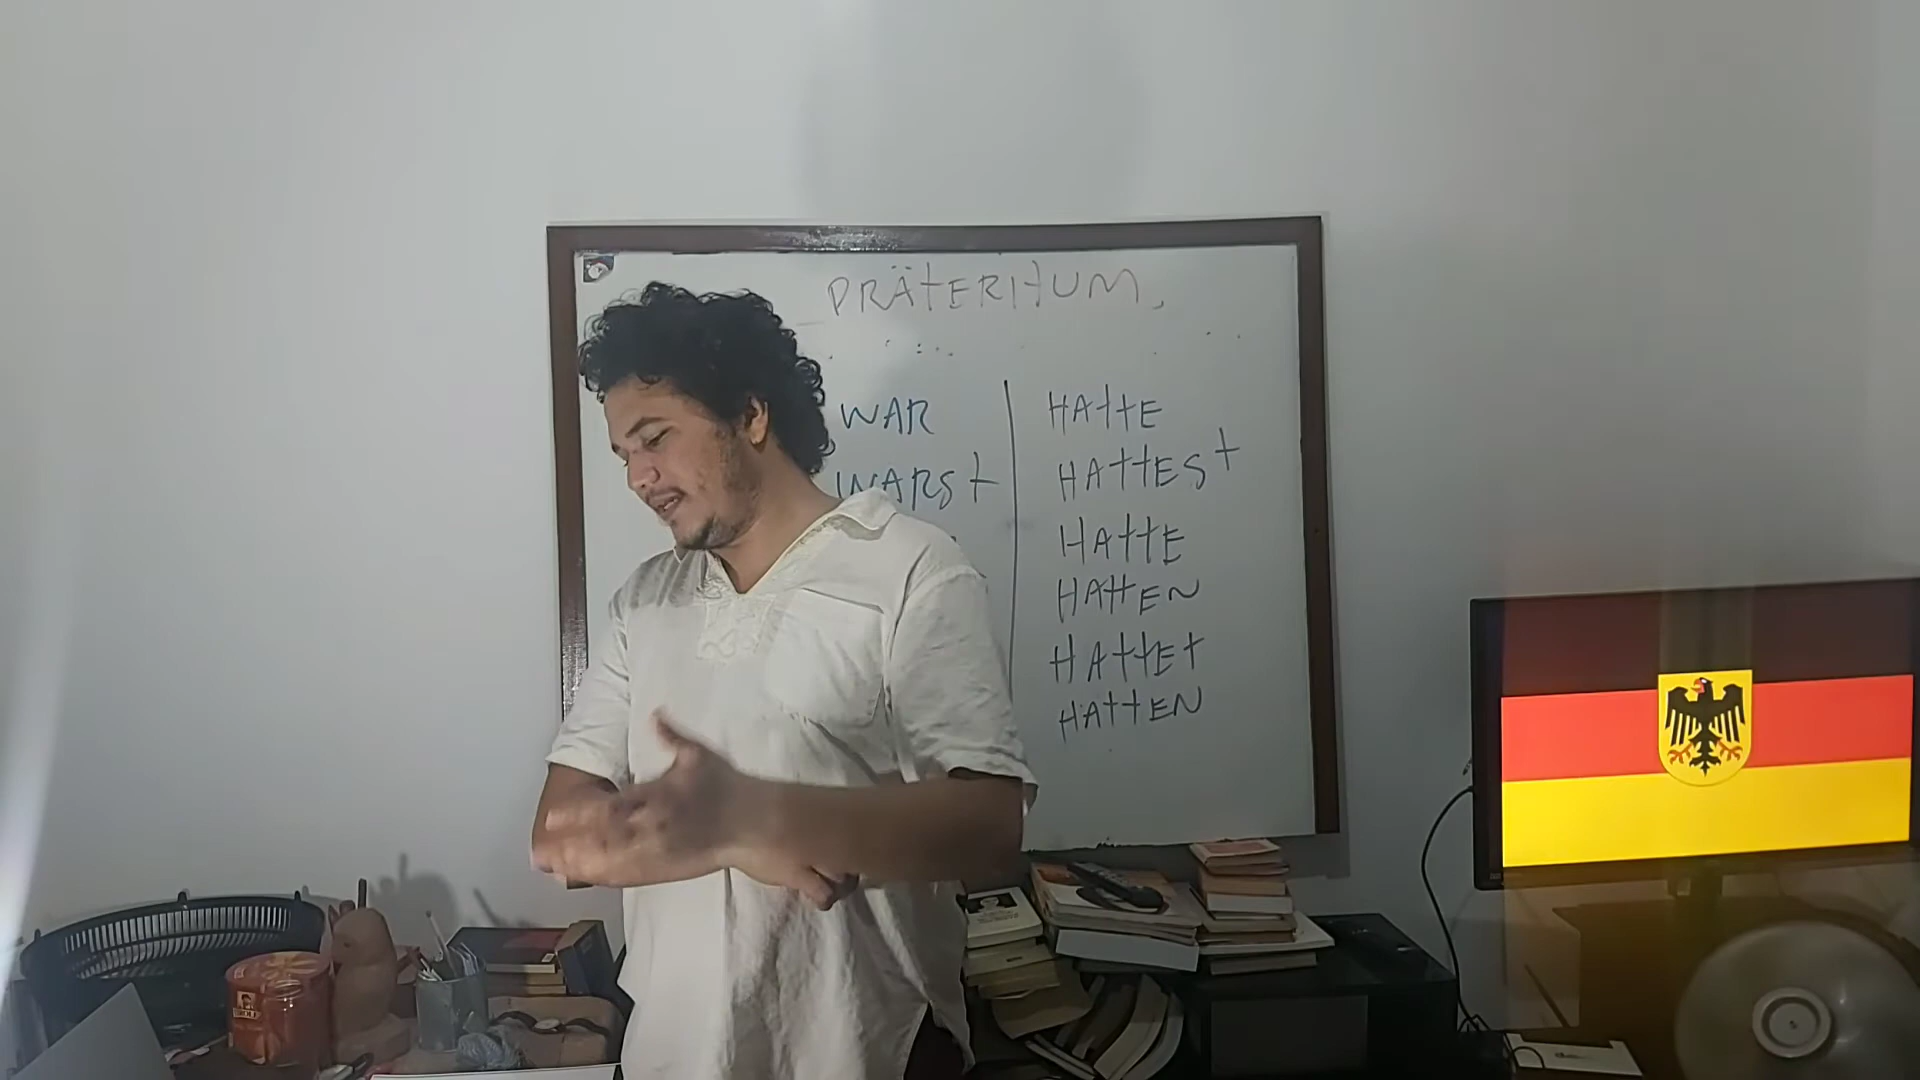 PRÄTERITUM
WAR HATTE
WARST HATTEST
HATTE
HATTEN
HATTET
HATTEN